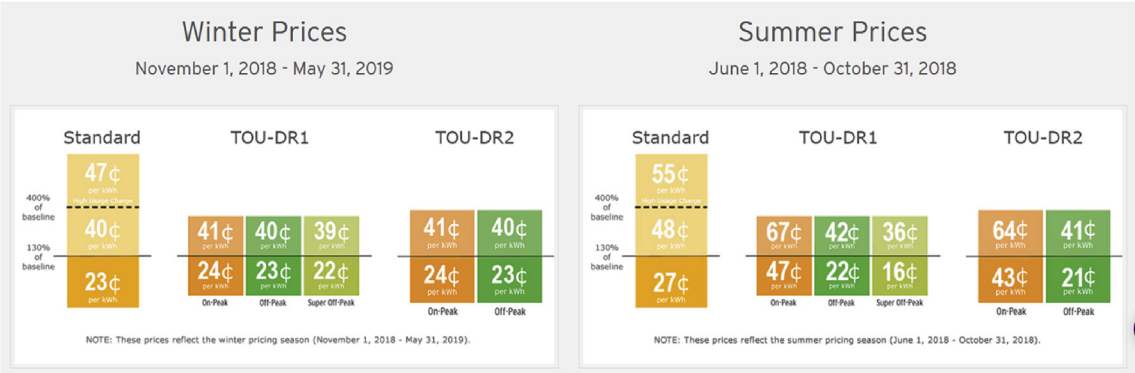 Winter Prices
November 1, 2018 - May 31, 2019
Standard
TOU-DR1
TOU-DR2
47¢
per kWh
High Usage Charge
400%
of
baseline
40¢
per kWh
41¢
per kWh
40¢
per kWh
39¢
per kWh
41¢
per kWh
40¢
per kWh
130%
of
baseline
23¢
per kWh
24¢
per kWh
23¢
per kWh
22¢
per kWh
24¢
per kWh
23¢
per kWh
On-Peak
Off-Peak
Super Off-Peak
On-Peak
Off-Peak
NOTE: These prices reflect the winter pricing season (November 1, 2018 - May 31, 2019).
Summer Prices
June 1, 2018 - October 31, 2018
Standard
TOU-DR1
TOU-DR2
55¢
per kWh
High Usage Charge
400%
of
baseline
48¢
per kWh
67¢
per kWh
42¢
per kWh
36¢
per kWh
64¢
per kWh
41¢
per kWh
130%
of
baseline
27¢
per kWh
47¢
per kWh
22¢
per kWh
16¢
per kWh
43¢
per kWh
21¢
per kWh
On-Peak
Off-Peak
Super Off-Peak
On-Peak
Off-Peak
NOTE: These prices reflect the summer pricing season (June 1, 2018 - October 31, 2018).